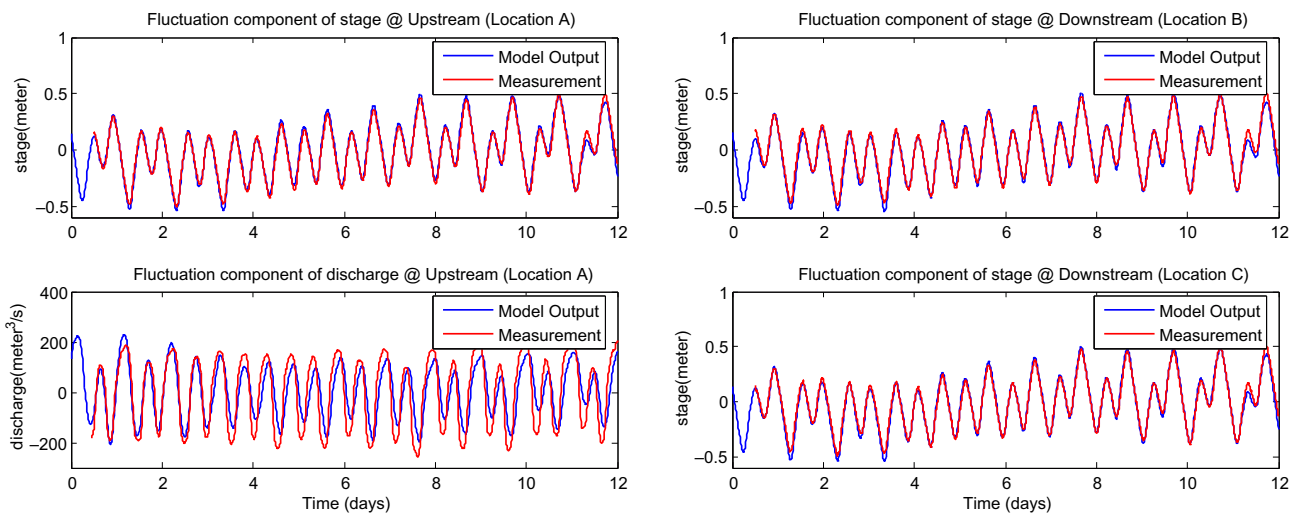 Fluctuation component of stage @ Upstream (Location A)
1
0.5
0
–0.5
stage(meter)
Model Output
Measurement
0 2 4 6 8 10 12
Fluctuation component of stage @ Downstream (Location B)
1
0.5
0
–0.5
stage(meter)
Model Output
Measurement
0 2 4 6 8 10 12
Fluctuation component of discharge @ Upstream (Location A)
400
200
0
–200
discharge(meter³/s)
Model Output
Measurement
0 2 4 6 8 10 12
Time (days)
Fluctuation component of stage @ Downstream (Location C)
1
0.5
0
–0.5
stage(meter)
Model Output
Measurement
0 2 4 6 8 10 12
Time (days)